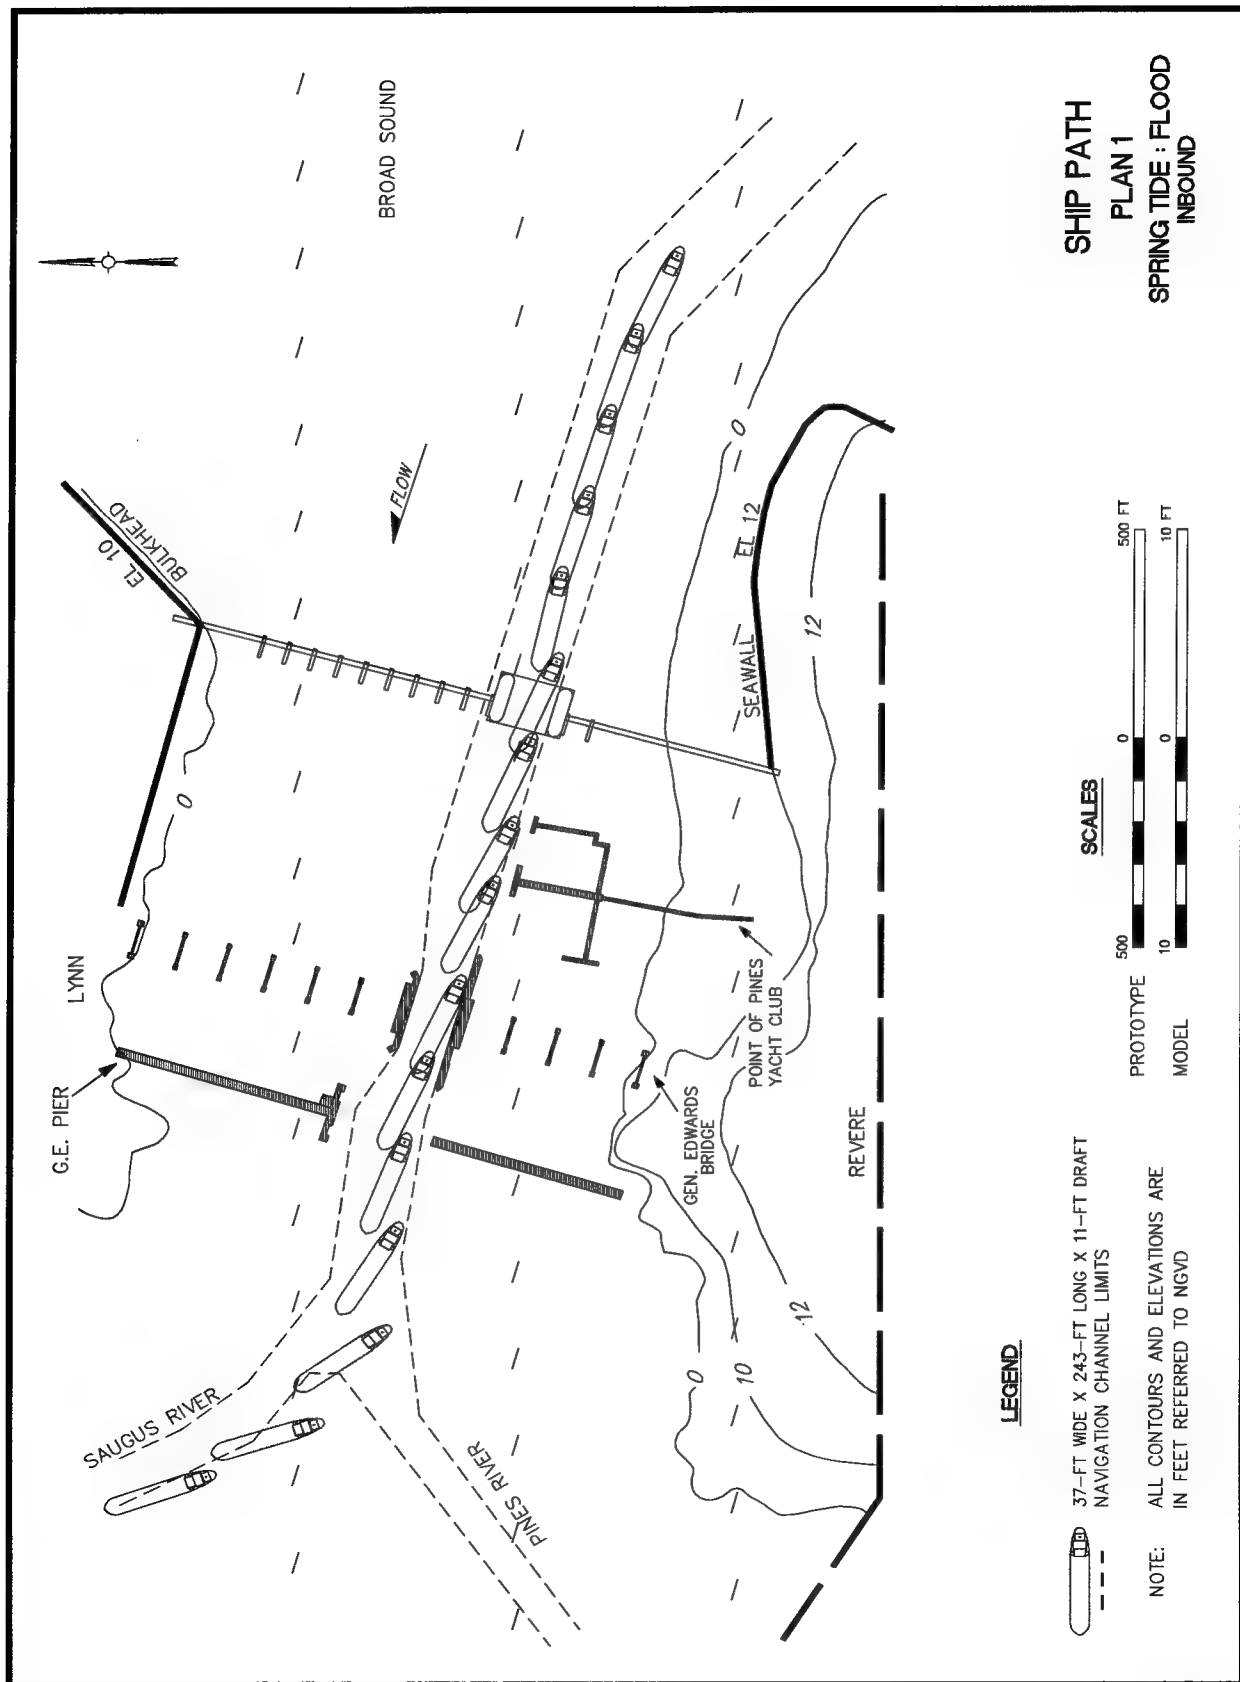 BROAD SOUND
FLOW
EL 10
BULKHEAD
0
LYNN
G.E. PIER
SAUGUS RIVER
PINES RIVER
0
SEAWALL
EL 12
12
POINT OF PINES
YACHT CLUB
GEN. EDWARDS
BRIDGE
0
10
12
REVERE
LEGEND
37-FT WIDE X 243-FT LONG X 11-FT DRAFT
NAVIGATION CHANNEL LIMITS
NOTE:
ALL CONTOURS AND ELEVATIONS ARE
IN FEET REFERRED TO NGVD
SCALES
PROTOTYPE
500
0
500 FT
MODEL
10
0
10 FT
SHIP PATH
PLAN 1
SPRING TIDE : FLOOD
INBOUND